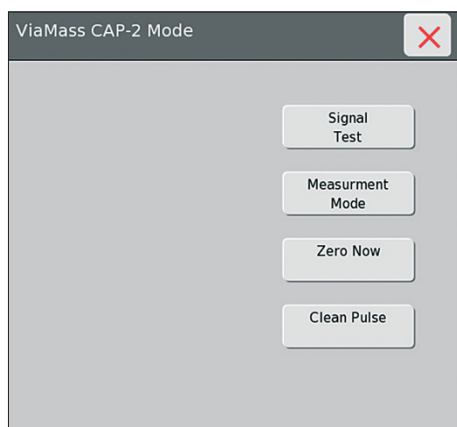 ViaMass CAP-2 Mode
Signal
Test
Measurment
Mode
Zero Now
Clean Pulse